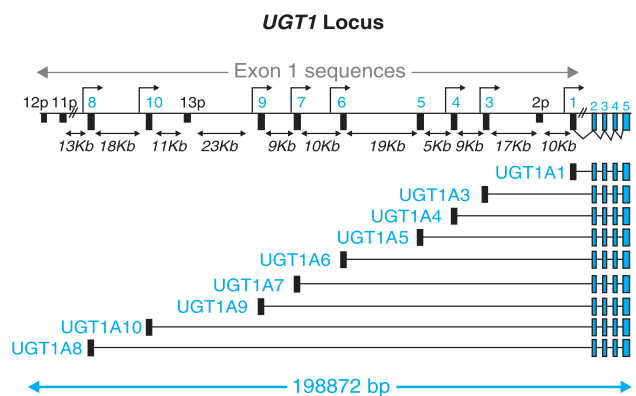 UGT1 Locus
Exon 1 sequences
12p 11p 8 10 13p 9 7 6 5 4 3 2p 1 2 3 4 5
13Kb 18Kb 11Kb 23Kb 9Kb 10Kb 19Kb 5Kb 9Kb 17Kb 10Kb
UGT1A1
UGT1A3
UGT1A4
UGT1A5
UGT1A6
UGT1A7
UGT1A9
UGT1A10
UGT1A8
198872 bp